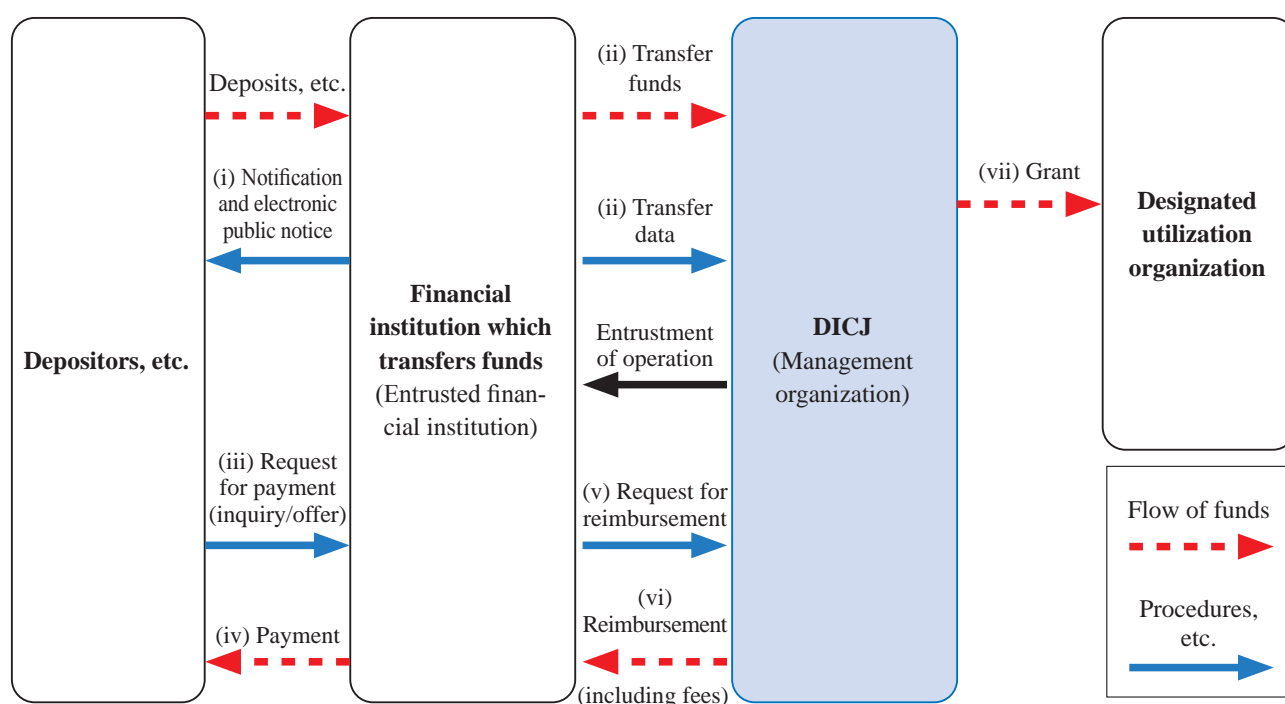 Deposits, etc.
(i) Notification
and electronic
public notice
Depositors, etc.
(iii) Request
for payment
(inquiry/offer)
(iv) Payment
Financial
institution which
transfers funds
(Entrusted finan-
cial institution)
(ii) Transfer
funds
(ii) Transfer
data
Entrustment
of operation
(v) Request for
reimbursement
(vi)
Reimbursement
(including fees)
DICJ
(Management
organization)
(vii) Grant
Designated
utilization
organization
Flow of funds
Procedures,
etc.